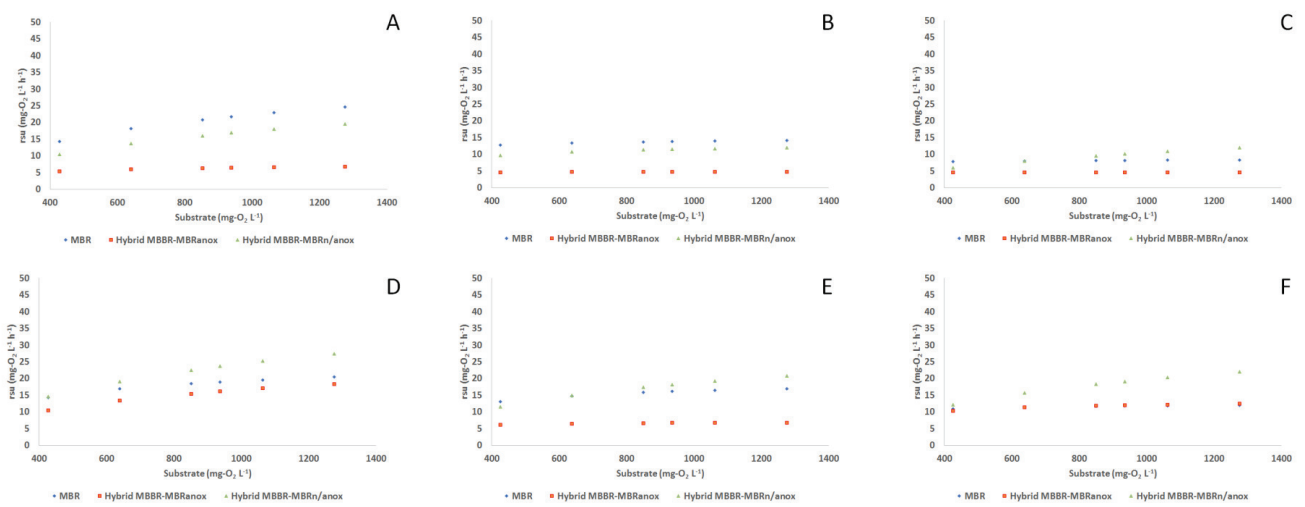 A
50
45
40
35
30
25
20
15
10
5
0
rsu (mg-O₂ L⁻¹ h⁻¹)
400 600 800 1000 1200 1400
Substrate (mg-O₂ L⁻¹)
MBR Hybrid MBBR-MBRanox Hybrid MBBR-MBRn/anox
B
50
45
40
35
30
25
20
15
10
5
0
rsu (mg-O₂ L⁻¹ h⁻¹)
400 600 800 1000 1200 1400
Substrate (mg-O₂ L⁻¹)
MBR Hybrid MBBR-MBRanox Hybrid MBBR-MBRn/anox
C
50
45
40
35
30
25
20
15
10
5
0
rsu (mg-O₂ L⁻¹ h⁻¹)
400 600 800 1000 1200 1400
Substrate (mg-O₂ L⁻¹)
MBR Hybrid MBBR-MBRanox Hybrid MBBR-MBRn/anox
D
50
45
40
35
30
25
20
15
10
5
0
rsu (mg-O₂ L⁻¹ h⁻¹)
400 600 800 1000 1200 1400
Substrate (mg-O₂ L⁻¹)
MBR Hybrid MBBR-MBRanox Hybrid MBBR-MBRn/anox
E
50
45
40
35
30
25
20
15
10
5
0
rsu (mg-O₂ L⁻¹ h⁻¹)
400 600 800 1000 1200 1400
Substrate (mg-O₂ L⁻¹)
MBR Hybrid MBBR-MBRanox Hybrid MBBR-MBRn/anox
F
50
45
40
35
30
25
20
15
10
5
0
rsu (mg-O₂ L⁻¹ h⁻¹)
400 600 800 1000 1200 1400
Substrate (mg-O₂ L⁻¹)
MBR Hybrid MBBR-MBRanox Hybrid MBBR-MBRn/anox